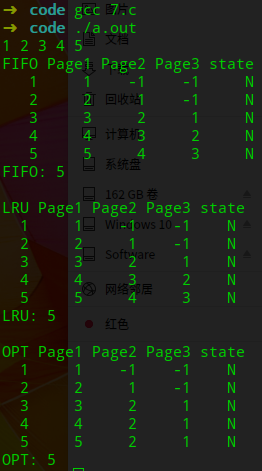 → code gcc 7.c
→ code ./a.out
1 2 3 4 5
FIFO Page1 Page2 Page3 state
1 1 -1 -1 N
2 2 1 -1 N
3 3 2 1 N
4 4 3 2 N
5 5 4 3 N
FIFO: 5
LRU Page1 Page2 Page3 state
1 1 -1 -1 N
2 2 1 -1 N
3 3 2 1 N
4 4 3 2 N
5 5 4 3 N
LRU: 5
OPT Page1 Page2 Page3 state
1 1 -1 -1 N
2 2 1 -1 N
3 3 2 1 N
4 4 2 1 N
5 5 2 1 N
OPT: 5
文档
回收站
计算机
系统盘
162 GB 卷
Windows 10
Software
网络邻居
红色